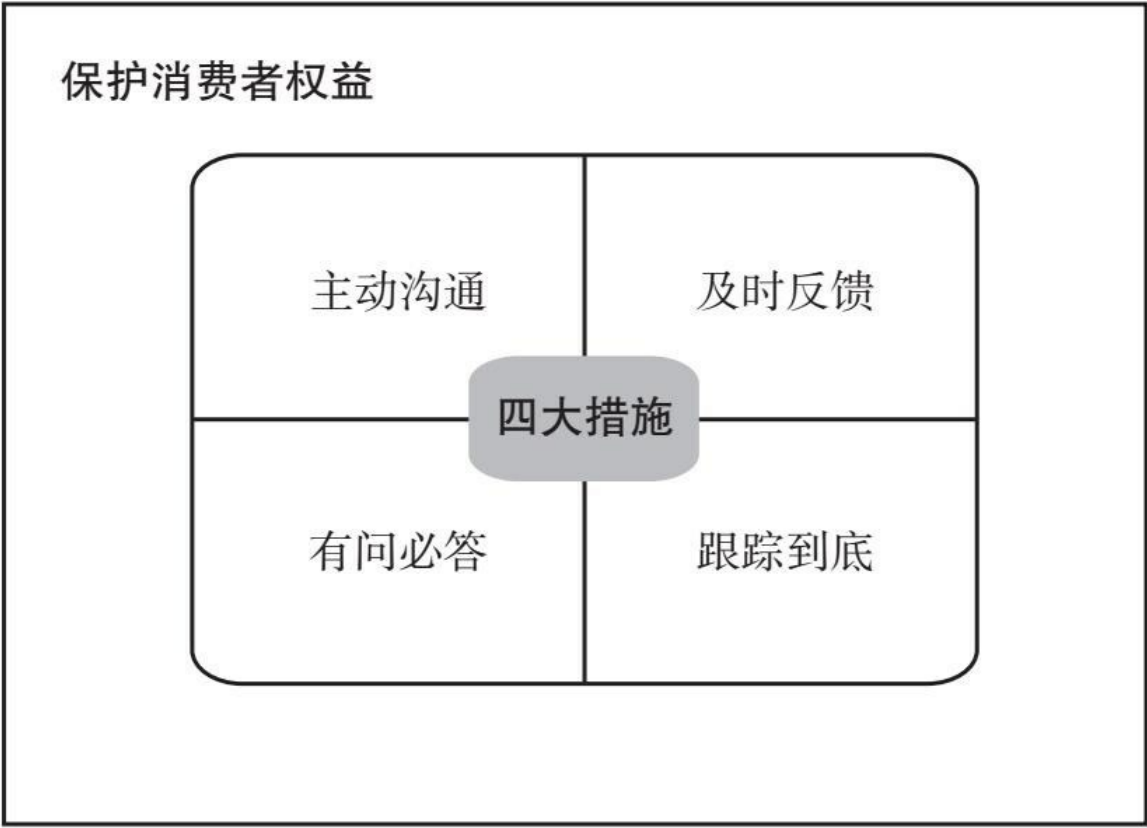 保护消费者权益
主动沟通
及时反馈
四大措施
有问必答
跟踪到底